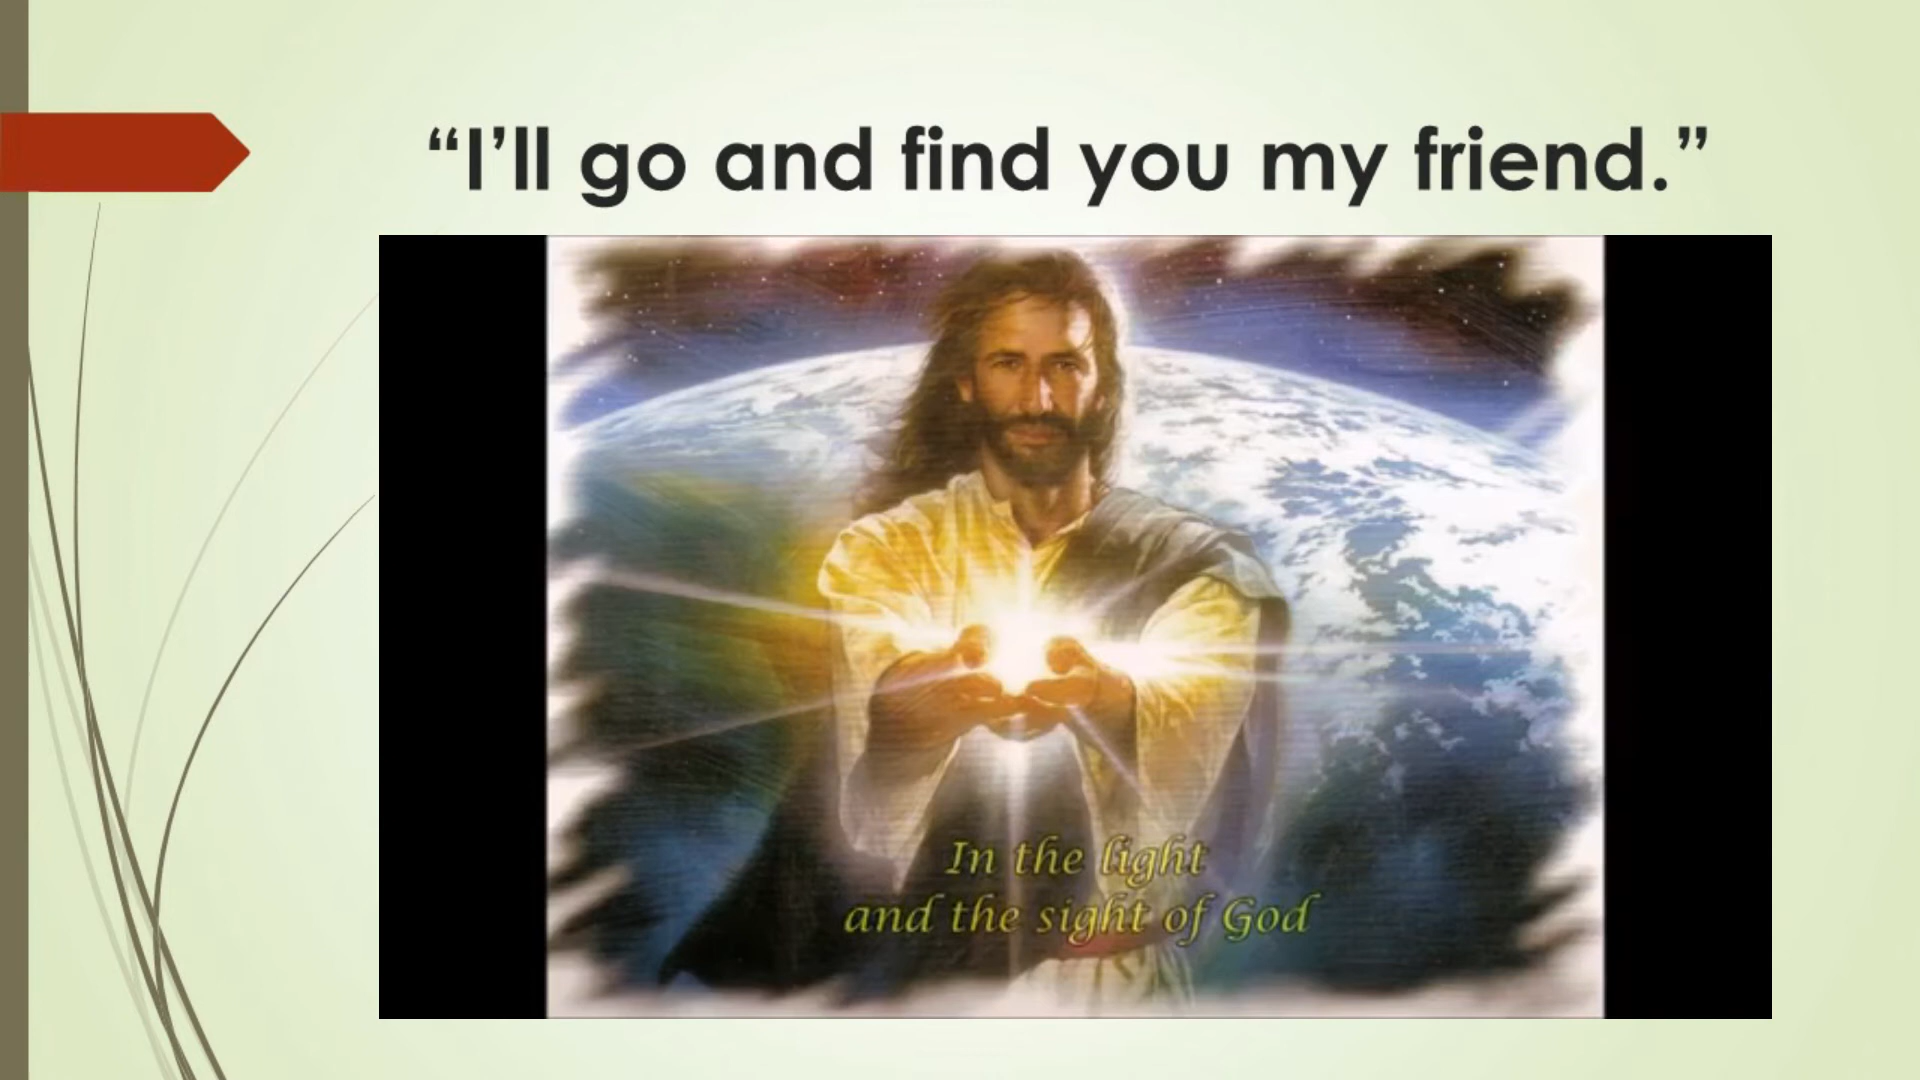 “I’ll go and find you my friend.”
In the light
and the sight of God